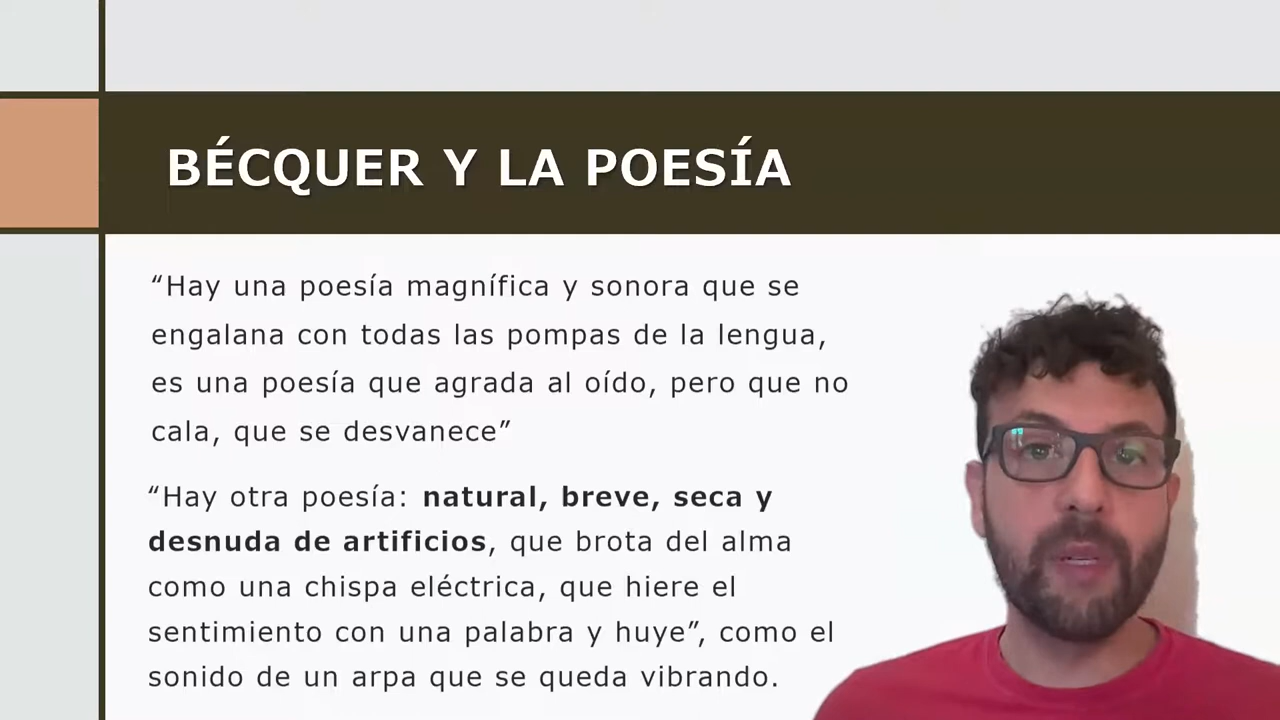 BÉCQUER Y LA POESÍA
“Hay una poesía magnífica y sonora que se
engalana con todas las pompas de la lengua,
es una poesía que agrada al oído, pero que no
cala, que se desvanece”
“Hay otra poesía: natural, breve, seca y
desnuda de artificios, que brota del alma
como una chispa eléctrica, que hiere el
sentimiento con una palabra y huye”, como el
sonido de un arpa que se queda vibrando.